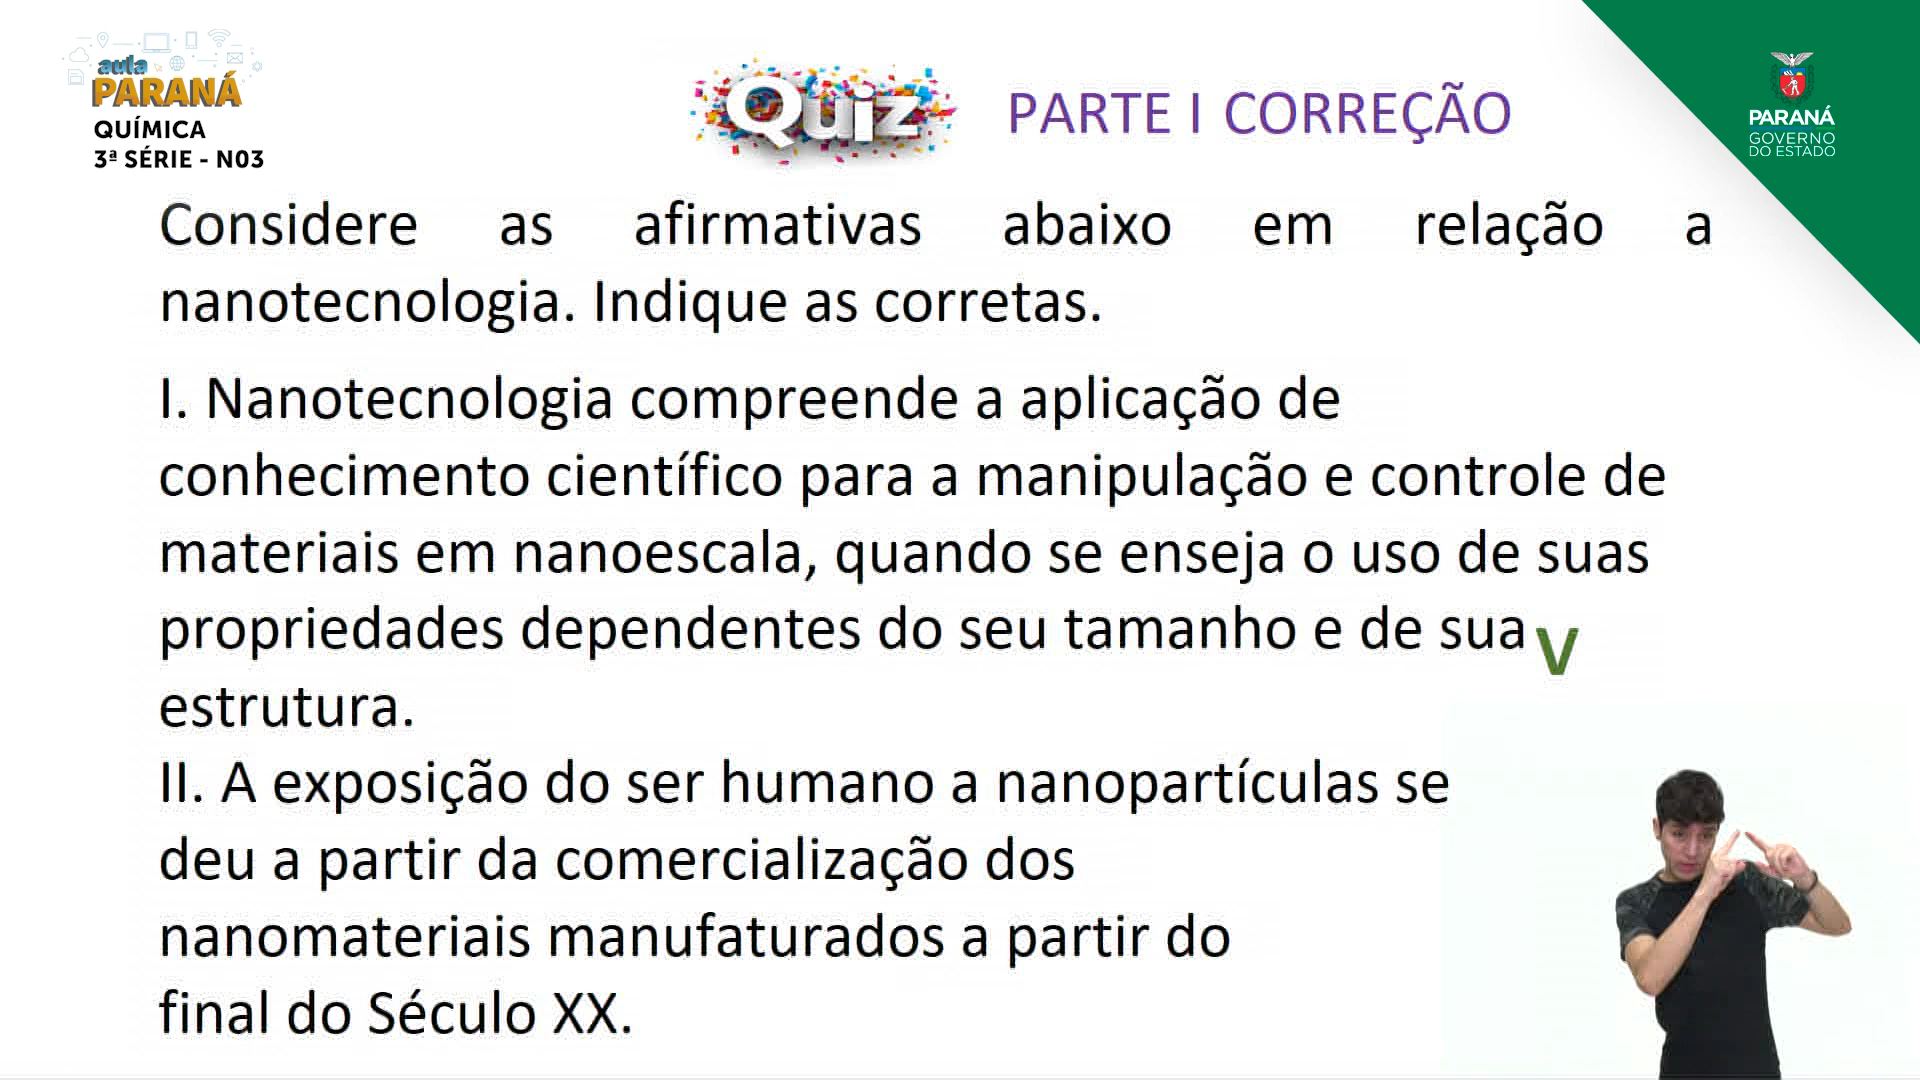 aula
PARANÁ
QUÍMICA
3ª SÉRIE - N03
Quiz PARTE I CORREÇÃO
PARANÁ
GOVERNO
DO ESTADO
Considere as afirmativas abaixo em relação a
nanotecnologia. Indique as corretas.
I. Nanotecnologia compreende a aplicação de
conhecimento científico para a manipulação e controle de
materiais em nanoescala, quando se enseja o uso de suas
propriedades dependentes do seu tamanho e de sua V
estrutura.
II. A exposição do ser humano a nanopartículas se
deu a partir da comercialização dos
nanomateriais manufaturados a partir do
final do Século XX.